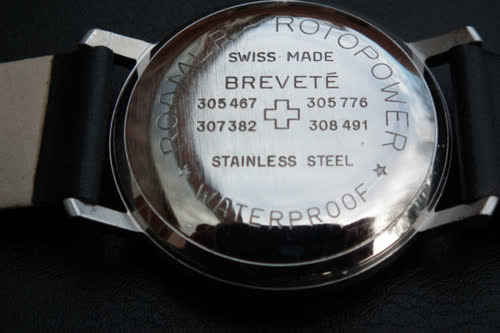 ROAMER ROTOPOWER
SWISS · MADE
BREVETÉ
305467 305776
307382 308491
STAINLESS STEEL
WATERPROOF